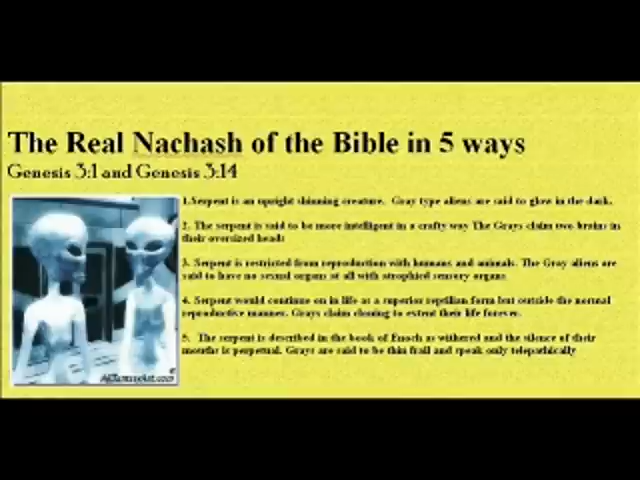 The Real Nachash of the Bible in 5 ways
Genesis 3:1 and Genesis 3:14
1.Serpent is an upright shinning creature. Gray type aliens are said to glow in the dark.
2. The serpent is said to be more intelligent in a crafty way The Grays claim two brains in
their oversized heads
3. Serpent is restricted from reproduction with humans and animals. The Gray aliens are
said to have no sexual organs at all with atrophied sensory organs
4. Serpent would continue on in life as a superior reptilian form but outside the normal
reproductive manner. Grays claim cloning to extent their life forever.
5. The serpent is described in the book of Enoch as withered and the silence of their
mouths is perpetual. Grays are said to be thin frail and speak only telepathically